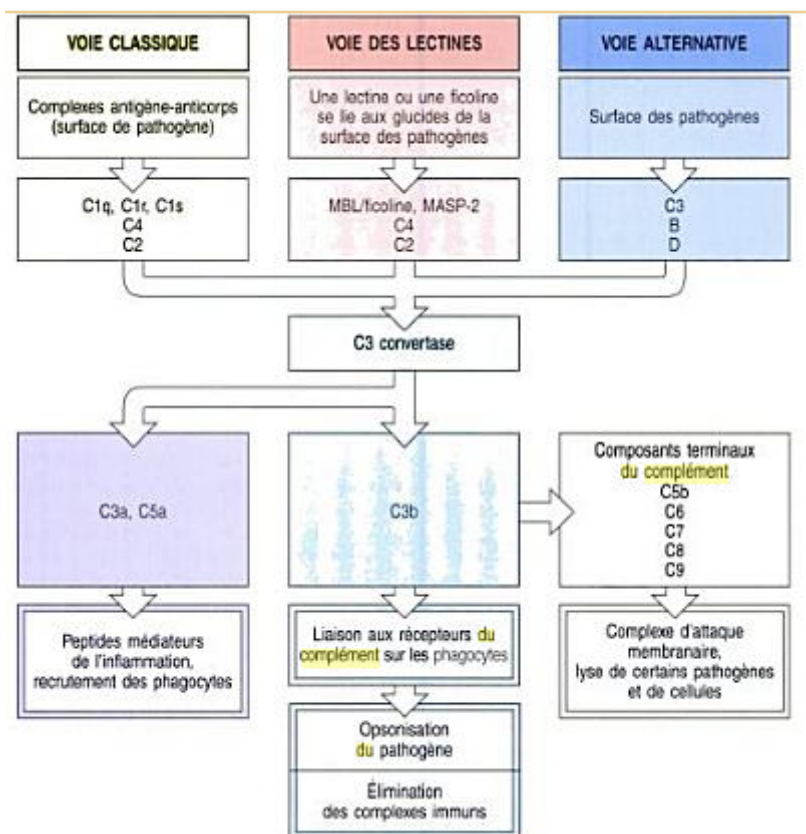 VOIE CLASSIQUE
VOIE DES LECTINES
VOIE ALTERNATIVE
Complexes antigène-anticorps
(surface de pathogène)
Une lectine ou une ficoline
se lie aux glucides de la
surface des pathogènes
Surface des pathogènes
C1q, C1r, C1s
C4
C2
MBL/ficoline, MASP-2
C4
C2
C3
B
D
C3 convertase
C3a, C5a
C3b
Composants terminaux
du complément
C5b
C6
C7
C8
C9
Peptides médiateurs
de l'inflammation,
recrutement des phagocytes
Liaison aux récepteurs du
complément sur les phagocytes
Complexe d'attaque
membranaire,
lyse de certains pathogènes
et de cellules
Opsonisation
du pathogène
Élimination
des complexes immuns